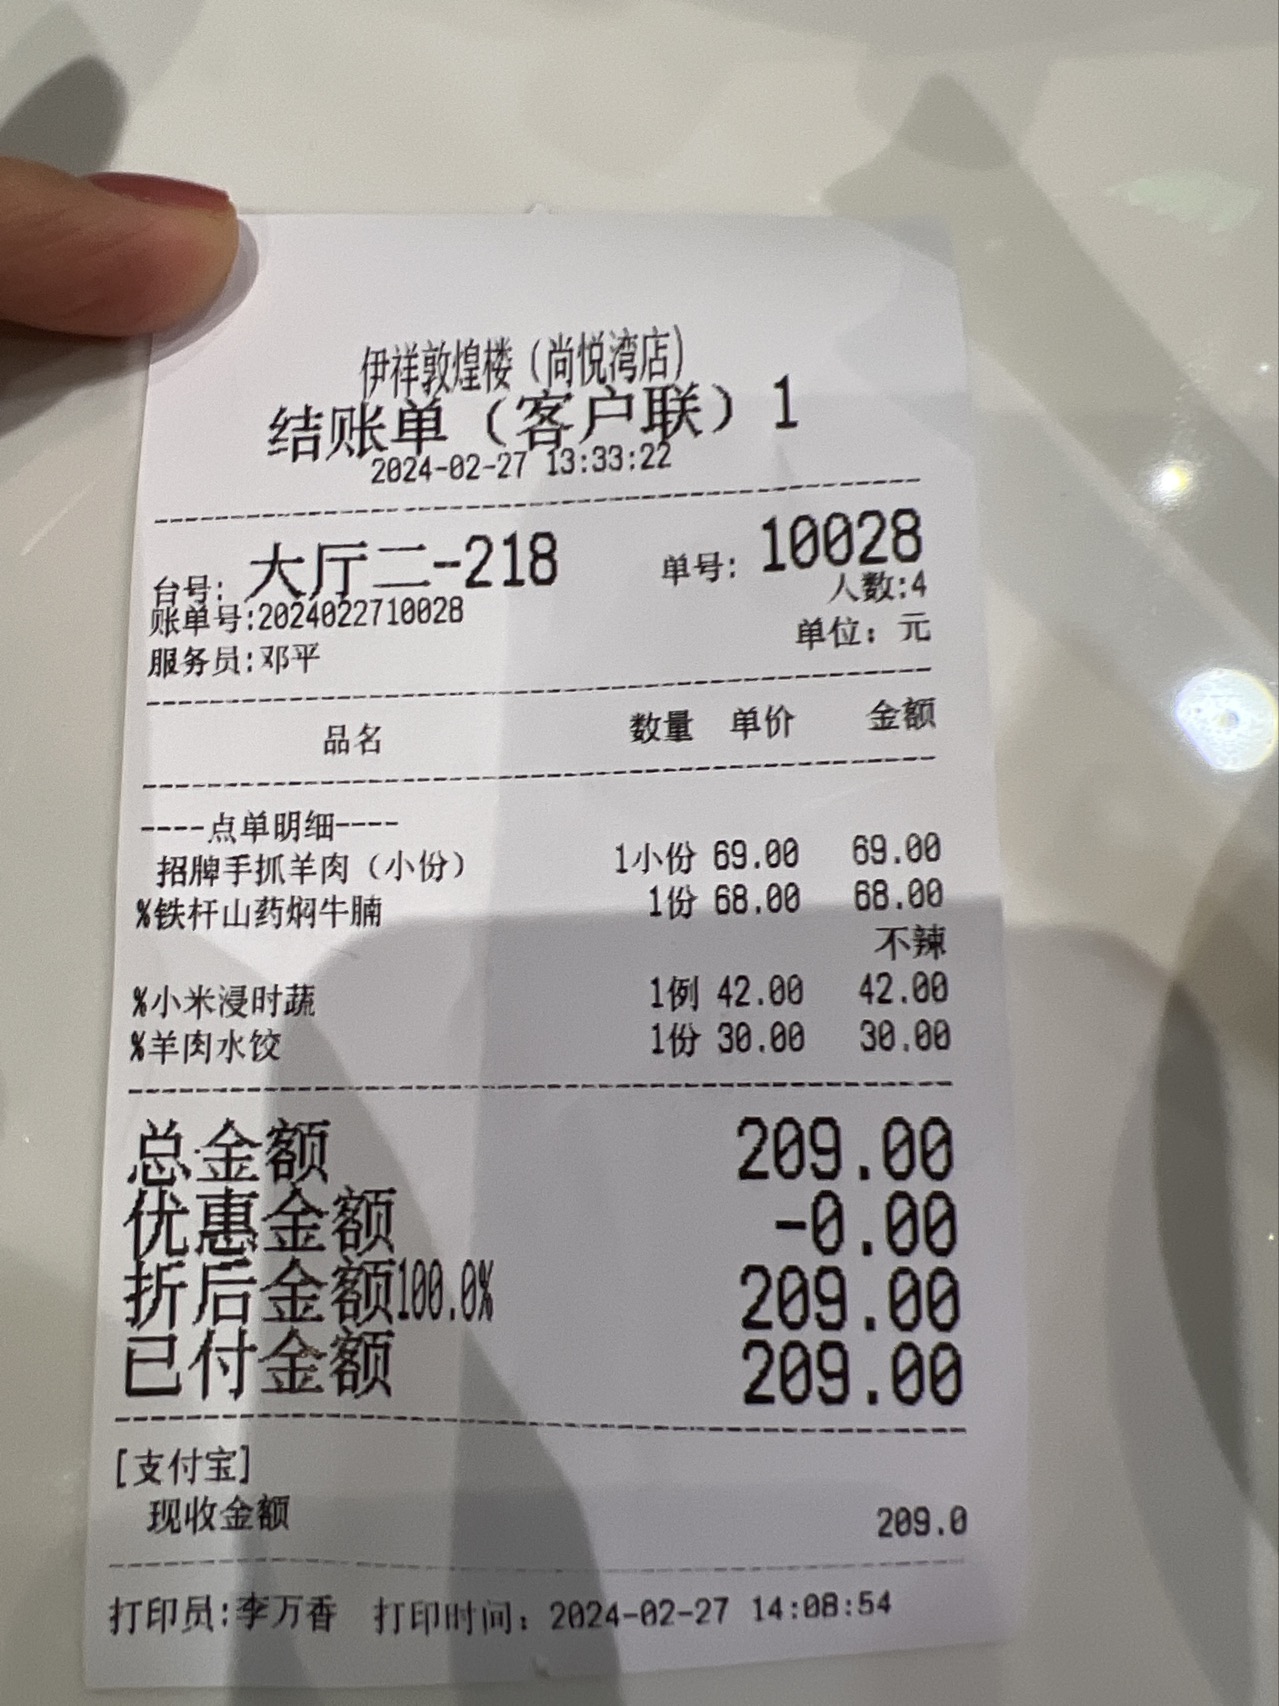 伊祥敦煌楼（尚悦湾店）
结账单（客户联）1
2024-02-27 13:33:22
台号: 大厅二-218 单号: 10028
人数:4
账单号:2024022710028
服务员:邓平 单位: 元
品名 数量 单价 金额
----点单明细----
招牌手抓羊肉（小份） 1小份 69.00 69.00
%铁杆山药焖牛腩 1份 68.00 68.00
不辣
%小米浸时蔬 1例 42.00 42.00
%羊肉水饺 1份 30.00 30.00
总金额 209.00
优惠金额 -0.00
折后金额100.0% 209.00
已付金额 209.00
[支付宝]
现收金额 209.0
打印员:李万香 打印时间: 2024-02-27 14:08:54